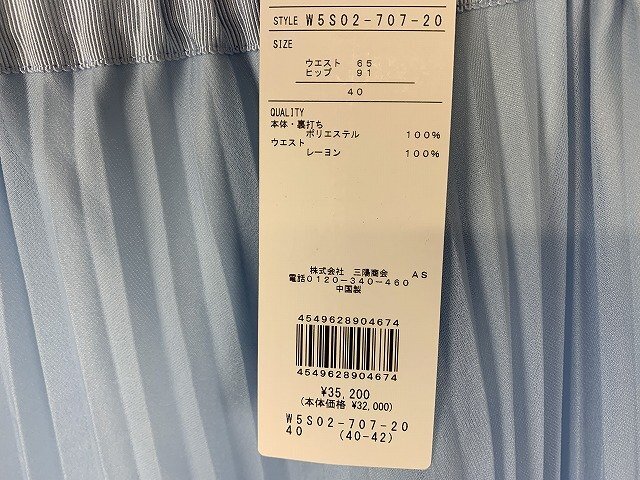 STYLE W5S02-707-20
SIZE
ウエスト 65
ヒップ 91
40
QUALITY
本体・裏打ち
ポリエステル 100%
ウエスト
レーヨン 100%
株式会社 三陽商会 AS
電話0120-340-460
中国製
4549628904674
4549628904674
¥35,200
(本体価格 ¥32,000)
W5S02-707-20
40 (40-42)